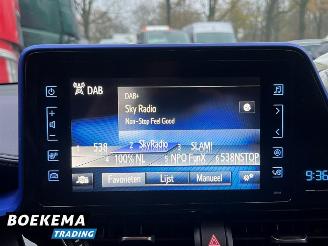 DAB
DAB+
Sky Radio
Non-Stop Feel Good
1 538 2 SkyRadio 3 SLAM!
4 100% NL 5 NPO FunX 6 538NSTOP
Favorieten Lijst Manueel
9:36
BOEKEMA
TRADING